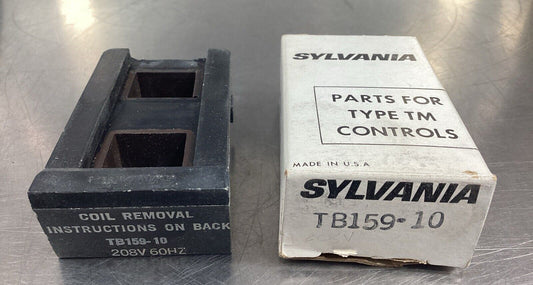 COIL REMOVAL
INSTRUCTIONS ON BACK
TB159-10
208V 60HZ
SYLVANIA
PARTS FOR
TYPE TM
CONTROLS
MADE IN U.S.A
SYLVANIA
TB159-10